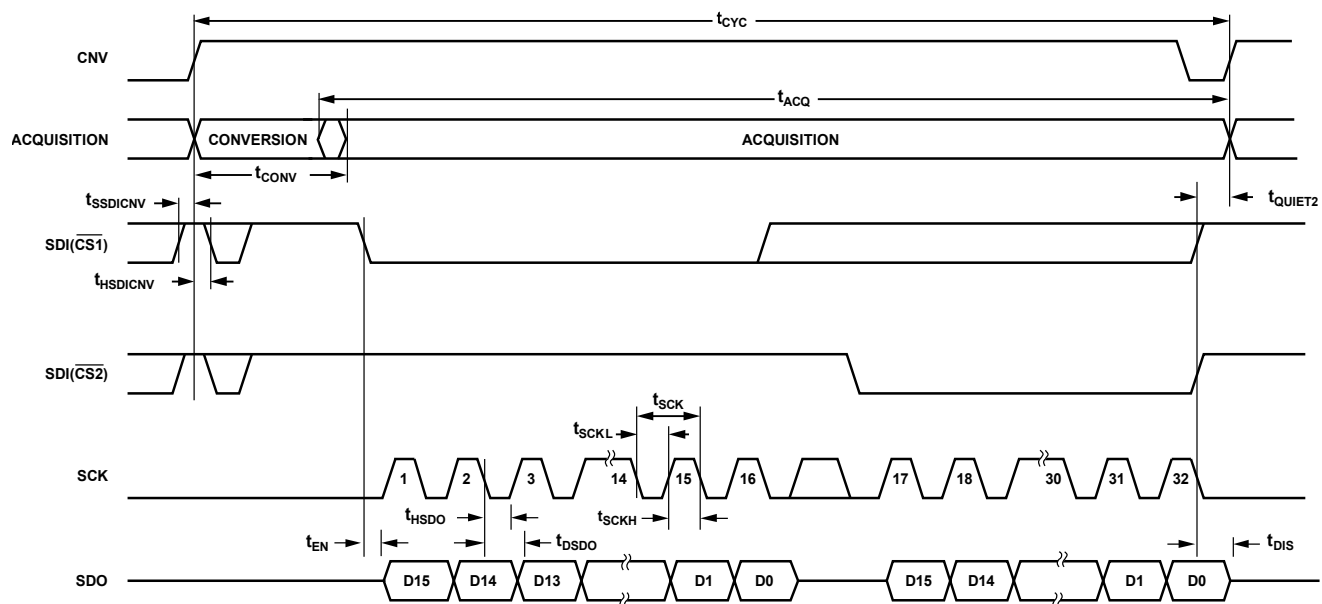 tCYC
CNV
tACQ
ACQUISITION CONVERSION ACQUISITION
tCONV
tSSDICNV
tQUIET2
SDI(CS1)
tHSDICNV
SDI(CS2)
tSCK
tSCKL
SCK 1 2 3 14 15 16 17 18 30 31 32
tHSDO
tSCKH
tEN
tDSDO
tDIS
SDO D15 D14 D13 D1 D0 D15 D14 D1 D0